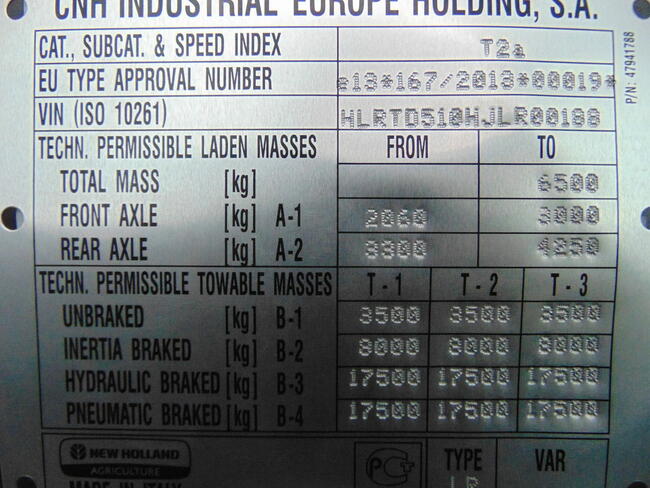 CNH INDUSTRIAL EUROPE HOLDING, S.A.
CAT., SUBCAT. & SPEED INDEX T2a
EU TYPE APPROVAL NUMBER e13*167/2013*00019*
VIN (ISO 10261) HLRTD510HJLR00188
TECHN. PERMISSIBLE LADEN MASSES FROM TO
TOTAL MASS [kg] 6500
FRONT AXLE [kg] A-1 2060 3000
REAR AXLE [kg] A-2 3300 4250
TECHN. PERMISSIBLE TOWABLE MASSES T-1 T-2 T-3
UNBRAKED [kg] B-1 3500 3500 3500
INERTIA BRAKED [kg] B-2 8000 8000 8000
HYDRAULIC BRAKED [kg] B-3 17500 17500 17500
PNEUMATIC BRAKED [kg] B-4 17500 17500 17500
NEW HOLLAND
AGRICULTURE
MADE IN ITALY
TYPE VAR
LR
P/N: 47941788